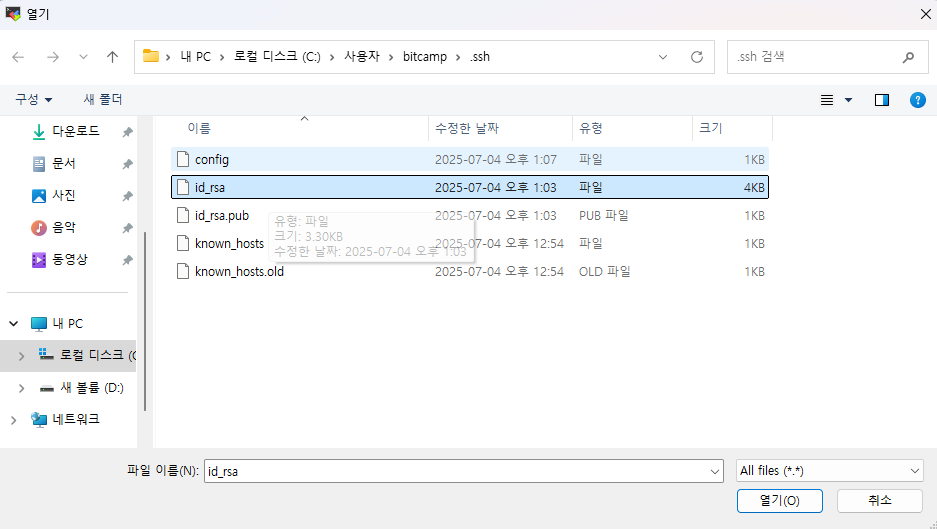 열기
내 PC > 로컬 디스크 (C:) > 사용자 > bitcamp > .ssh
.ssh 검색
구성
새 폴더
다운로드
문서
사진
음악
동영상
내 PC
로컬 디스크 (C
새 볼륨 (D:)
네트워크
이름 수정한 날짜 유형 크기
config 2025-07-04 오후 1:07 파일 1KB
id_rsa 2025-07-04 오후 1:03 파일 4KB
id_rsa.pub 2025-07-04 오후 1:03 PUB 파일 1KB
known_hosts 2025-07-04 오후 12:54 파일 1KB
known_hosts.old 2025-07-04 오후 12:54 OLD 파일 1KB
유형: 파일
크기: 3.30KB
수정한 날짜: 2025-07-04 오후 1:03
파일 이름(N): id_rsa
All files (*.*)
열기(O)
취소